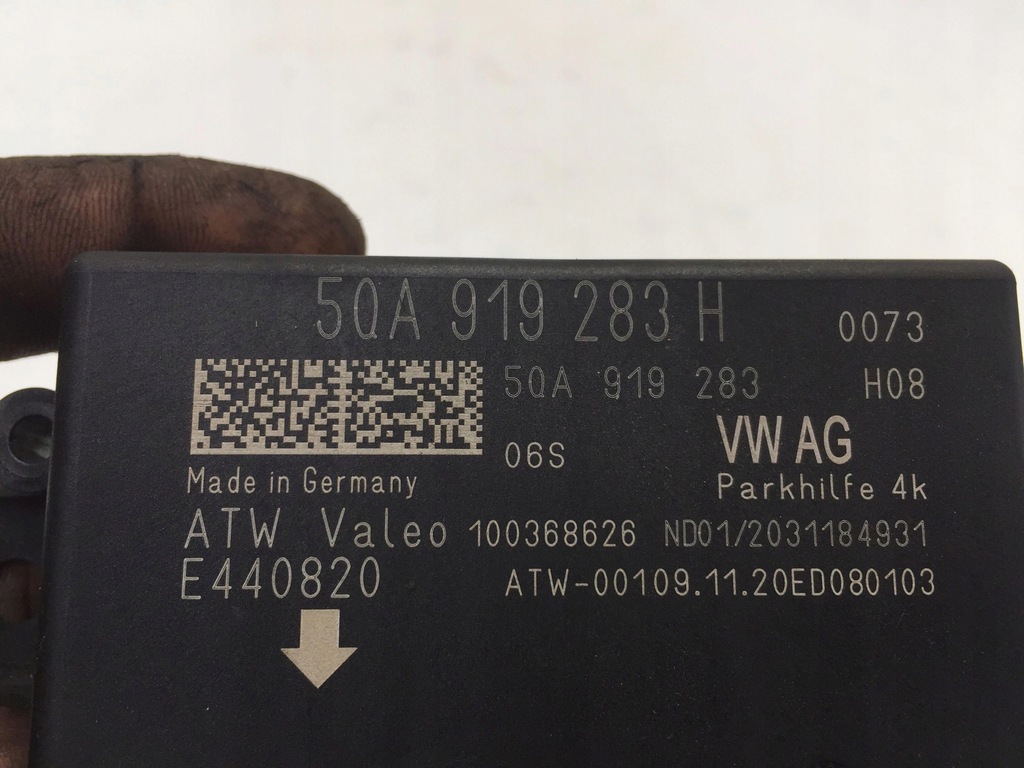 5QA 919 283 H 0073
5QA 919 283 H08
06S VW AG
Made in Germany Parkhilfe 4k
ATW Valeo 100368626 ND01/2031184931
E440820 ATW-00109.11.20ED080103